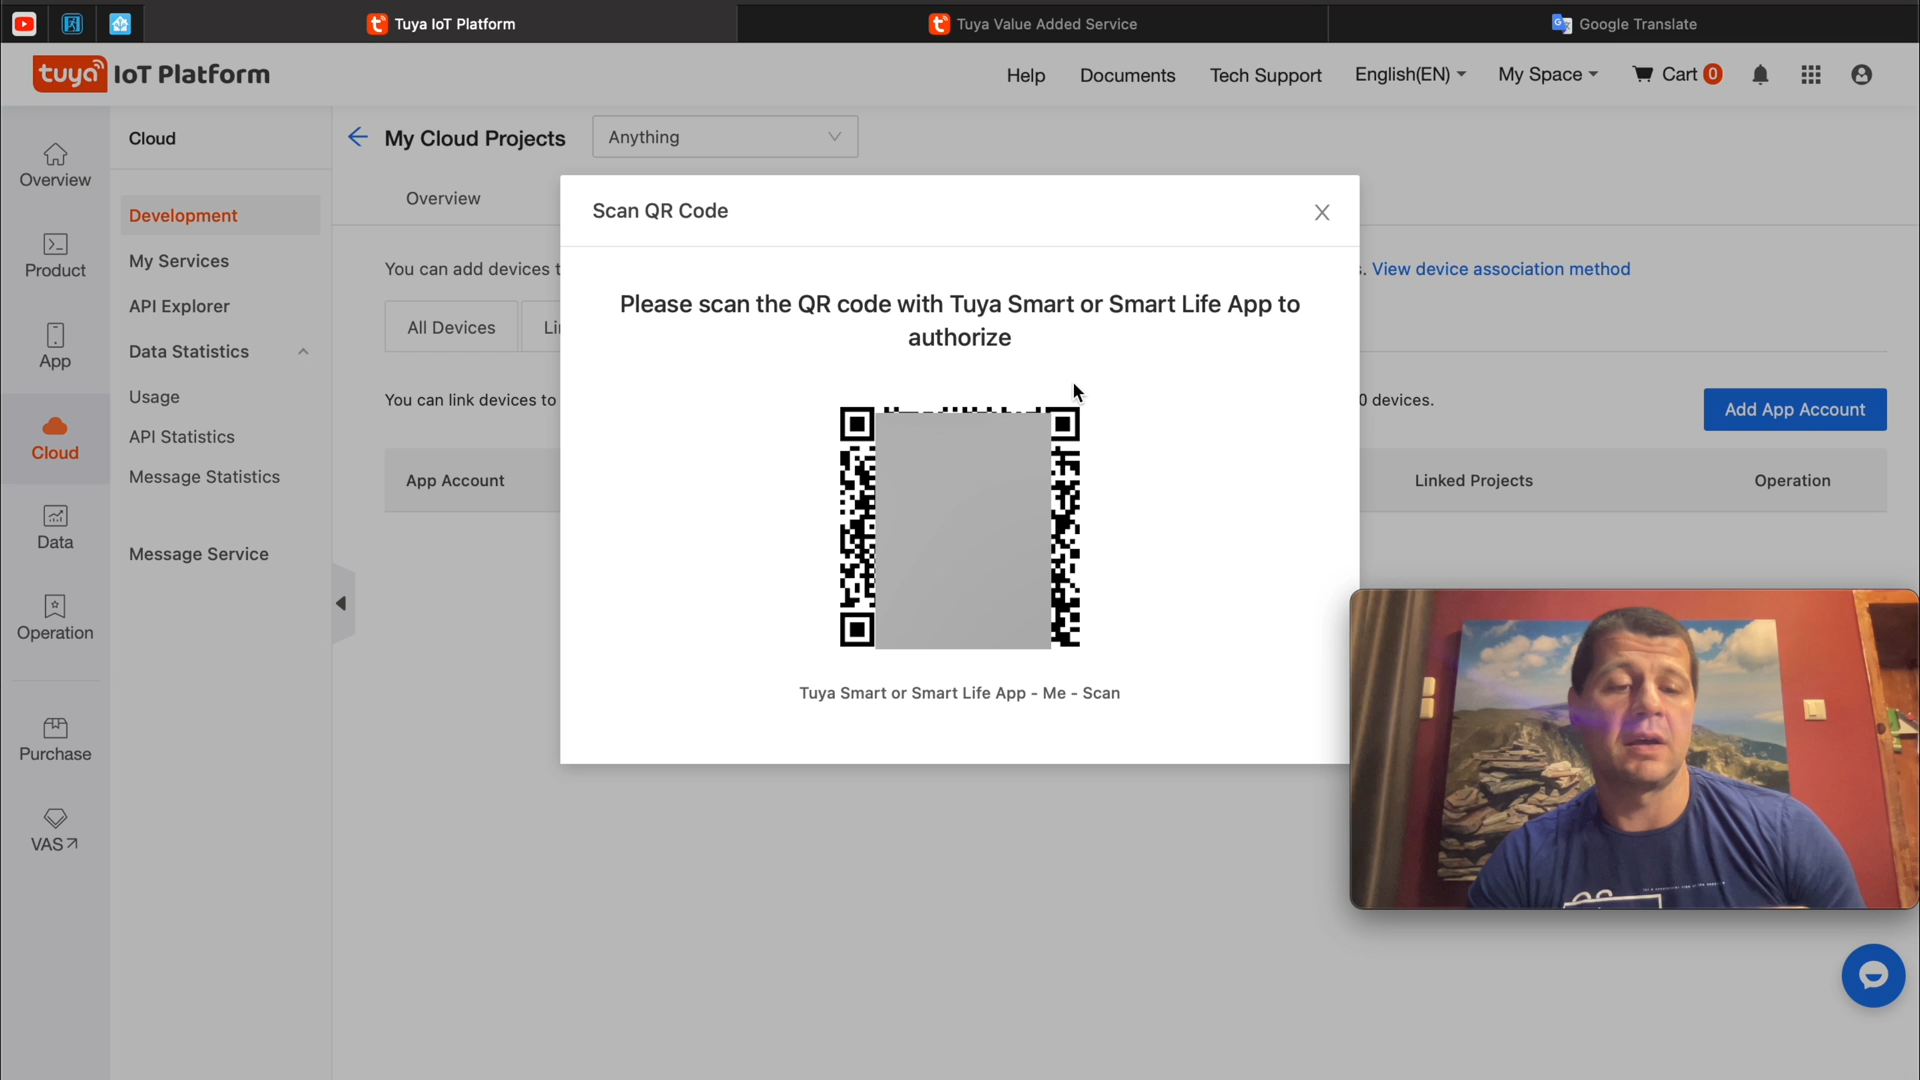 Tuya IoT Platform
Tuya Value Added Service
Google Translate
tuya IoT Platform
Help
Documents
Tech Support
English(EN)
My Space
Cart 0
Overview
Product
App
Cloud
Data
Operation
Purchase
VAS
Cloud
Development
My Services
API Explorer
Data Statistics
Usage
API Statistics
Message Statistics
Message Service
My Cloud Projects
Anything
Overview
You can add devices t
. View device association method
All Devices
Li
You can link devices to
0 devices.
Add App Account
App Account
Linked Projects
Operation
Scan QR Code
Please scan the QR code with Tuya Smart or Smart Life App to
authorize
Tuya Smart or Smart Life App - Me - Scan